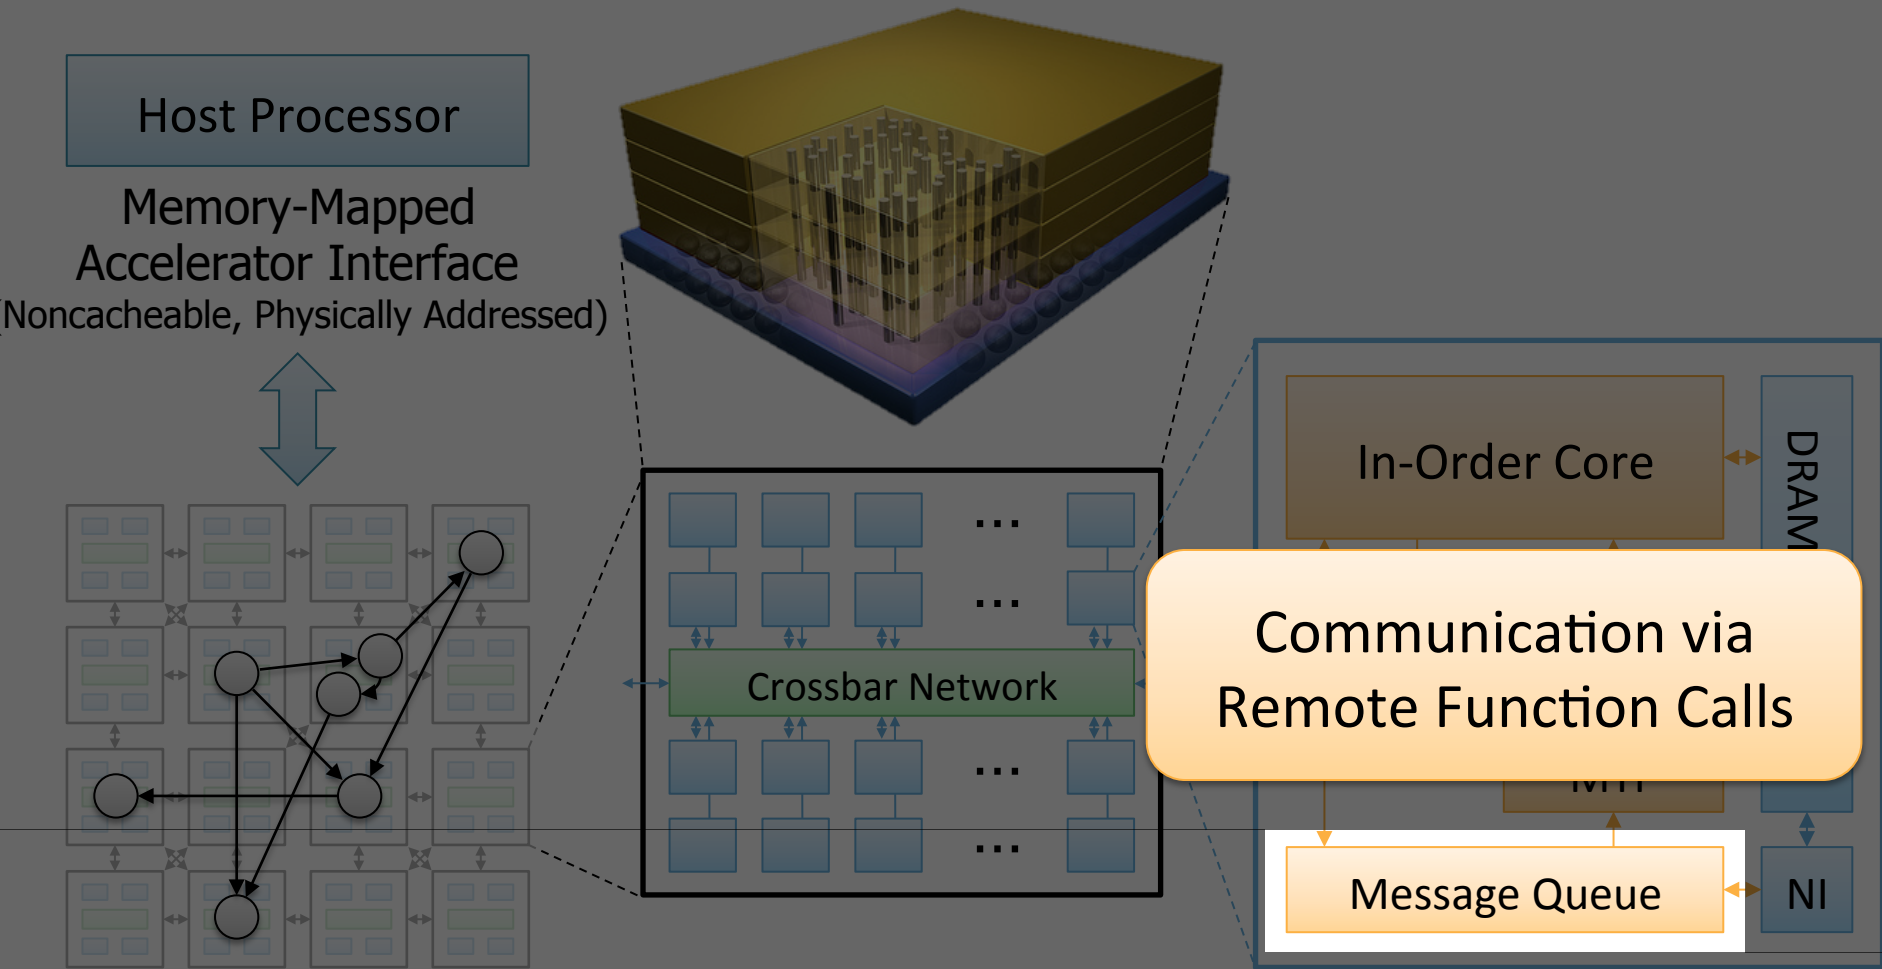 Host Processor
Memory-Mapped
Accelerator Interface
(Noncacheable, Physically Addressed)
In-Order Core
DRAM
...
...
Communication via
Remote Function Calls
Crossbar Network
...
...
Message Queue
NI